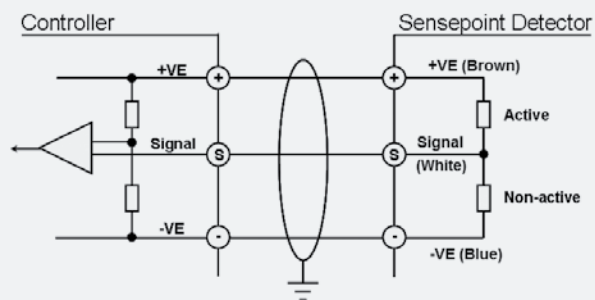 Controller
Sensepoint Detector
+VE
+
+
+VE (Brown)
Active
Signal
S
S
Signal
(White)
Non-active
-VE
-
-
-VE (Blue)